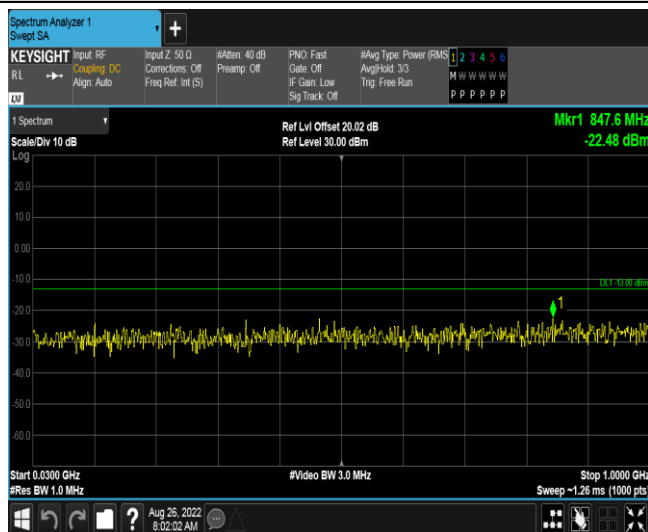 Spectrum Analyzer 1
Swept SA
+
KEYSIGHT
RL
Input: RF
Coupling: DC
Align: Auto
Input Z: 50 Ω
Corrections: Off
Freq Ref: Int (S)
#Atten: 40 dB
Preamp: Off
PNO: Fast
Gate: Off
IF Gain: Low
Sig Track: Off
#Avg Type: Power (RMS
Avg|Hold: 3/3
Trig: Free Run
1 2 3 4 5 6
M W W W W W
P P P P P P
LXI
1 Spectrum
Scale/Div 10 dB
Ref Lvl Offset 20.02 dB
Ref Level 30.00 dBm
Mkr1 847.6 MHz
-22.48 dBm
Log
20.0
10.0
0.00
-10.0
DL1 -13.00 dBm
1
-20.0
-30.0
-40.0
-50.0
-60.0
Start 0.0300 GHz
#Video BW 3.0 MHz
Stop 1.0000 GHz
#Res BW 1.0 MHz
Sweep ~1.26 ms (1000 pts)
?
Aug 26, 2022
8:02:02 AM